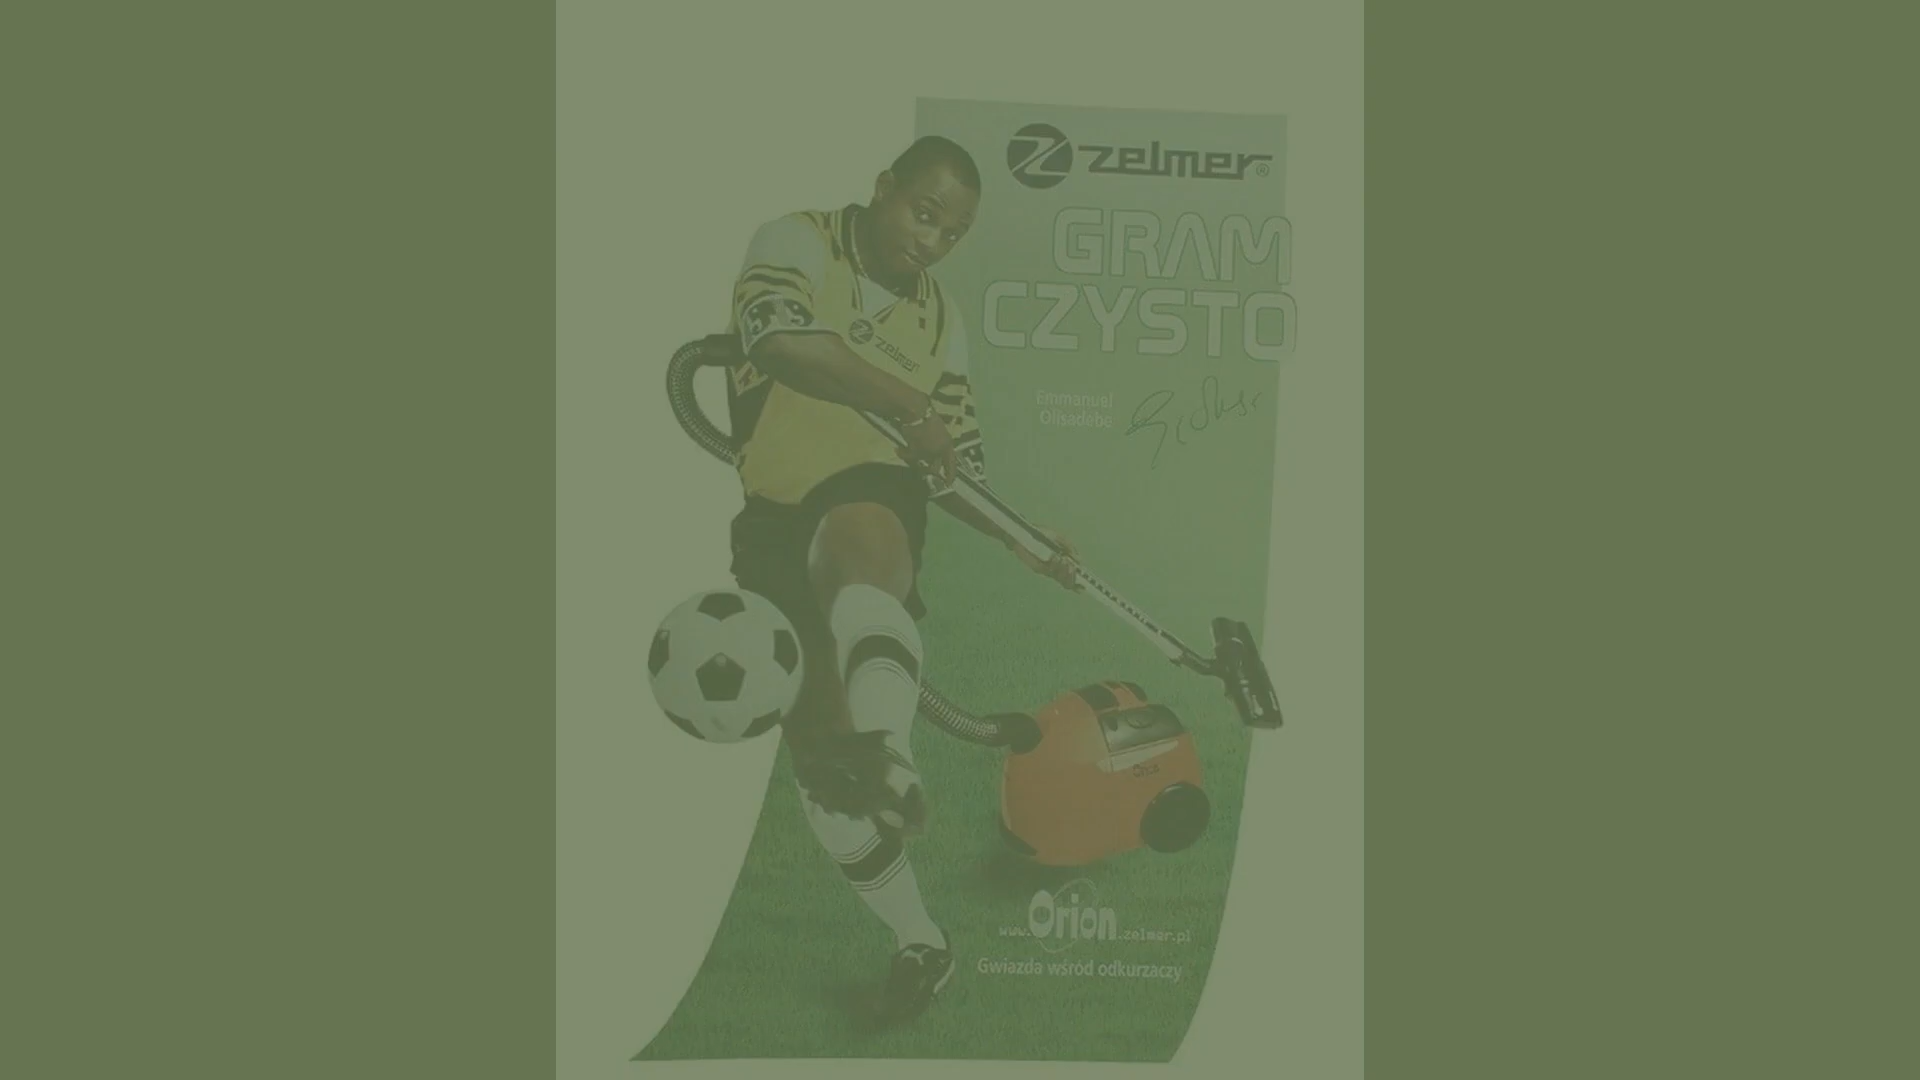 zelmer®
GRAM
CZYSTO
zelmer
Emmanuel
Olisadebe
Orion
www.Orion.zelmer.pl
Gwiazda wśród odkurzaczy